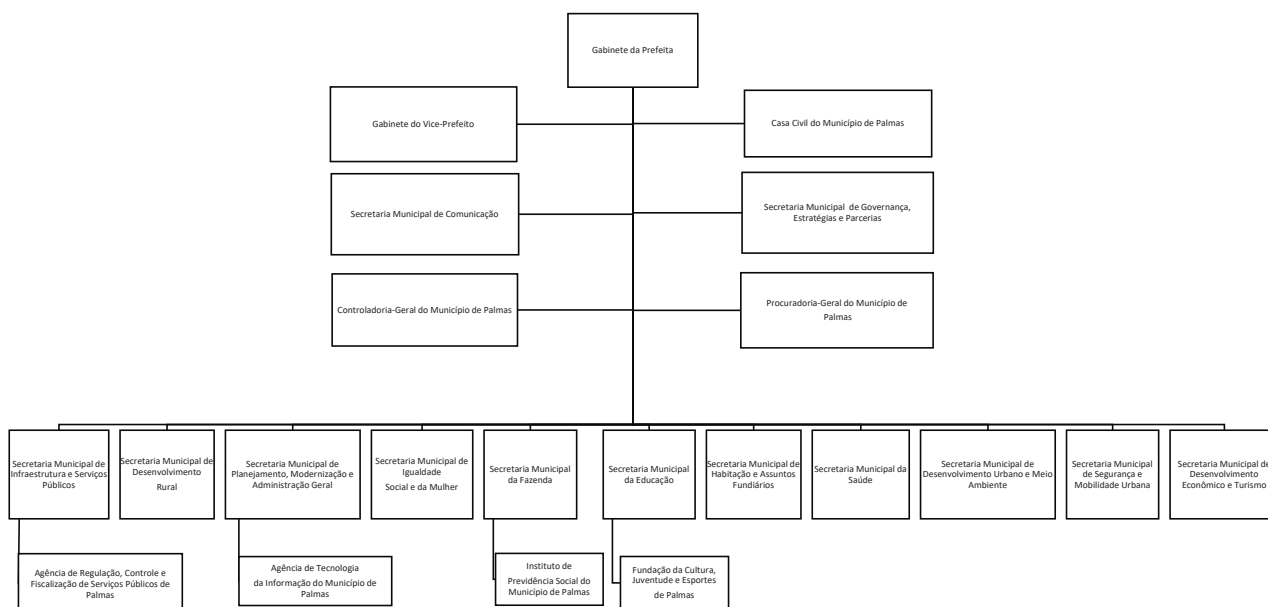 Gabinete da Prefeita
Gabinete do Vice-Prefeito
Casa Civil do Município de Palmas
Secretaria Municipal de Comunicação
Secretaria Municipal de Governança,
Estratégias e Parcerias
Controladoria-Geral do Município de Palmas
Procuradoria-Geral do Município de
Palmas
Secretaria Municipal de
Infraestrutura e Serviços
Públicos
Secretaria Municipal de
Desenvolvimento
Rural
Secretaria Municipal de
Planejamento, Modernização e
Administração Geral
Secretaria Municipal de
Igualdade
Social e da Mulher
Secretaria Municipal
da Fazenda
Secretaria Municipal
da Educação
Secretaria Municipal de
Habitação e Assuntos
Fundiários
Secretaria Municipal da
Saúde
Secretaria Municipal de
Desenvolvimento Urbano e Meio
Ambiente
Secretaria Municipal
de Segurança e
Mobilidade Urbana
Secretaria Municipal de
Desenvolvimento
Econômico e Turismo
Agência de Regulação, Controle e
Fiscalização de Serviços Públicos de
Palmas
Agência de Tecnologia
da Informação do Município de
Palmas
Instituto de
Previdência Social do
Município de Palmas
Fundação da Cultura,
Juventude e Esportes
de Palmas